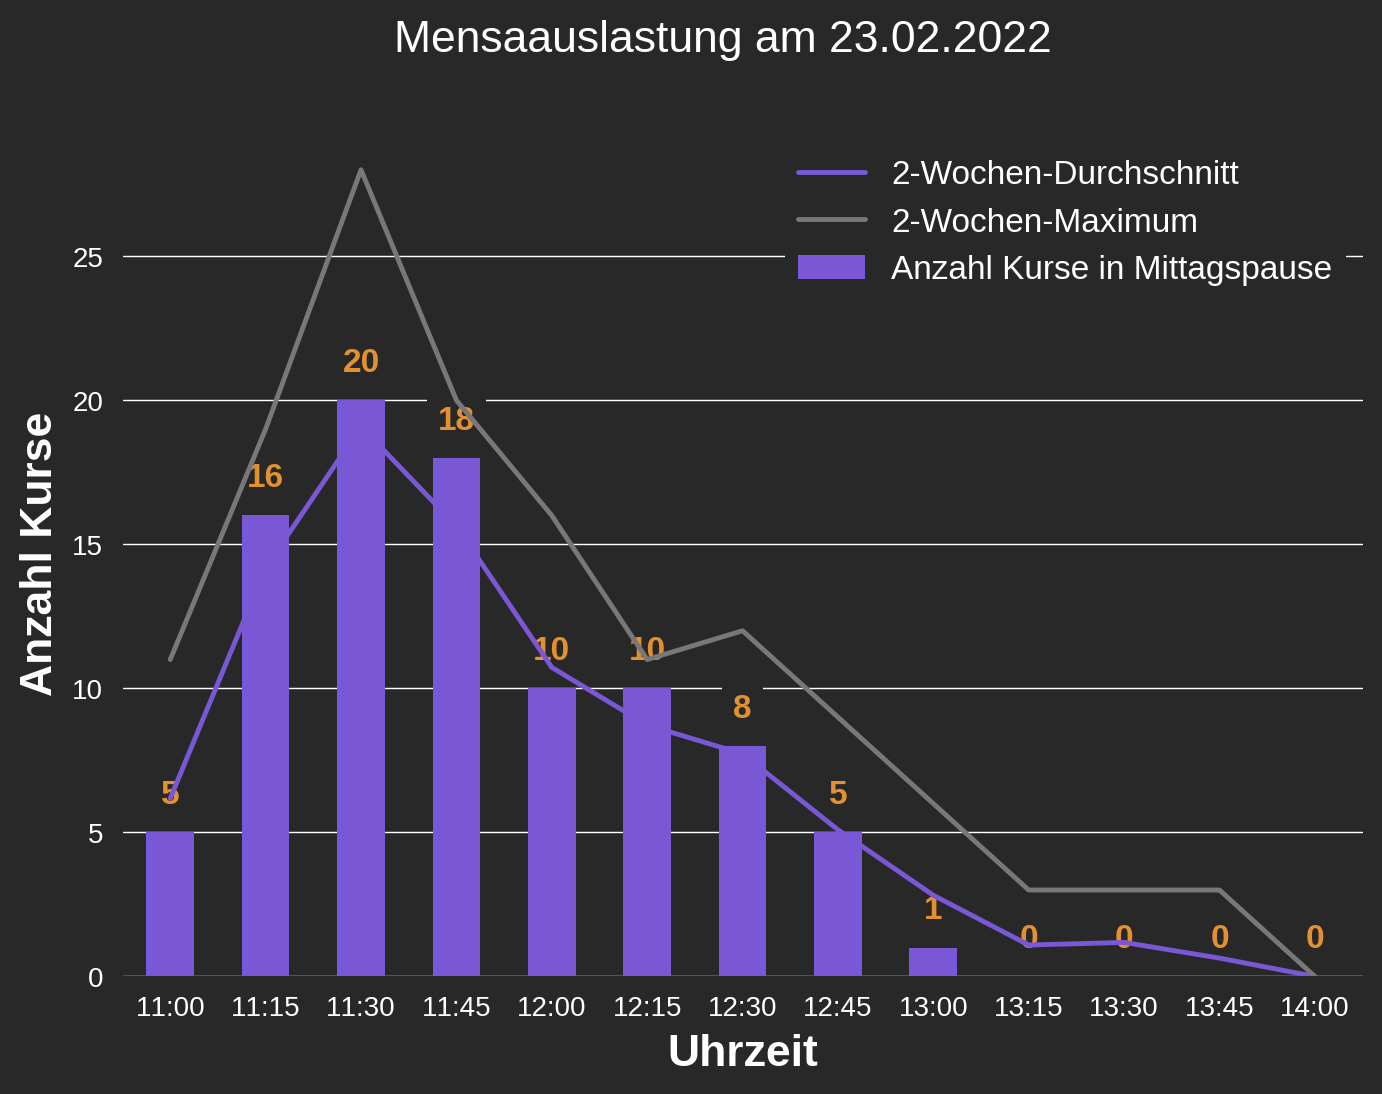 Mensaauslastung am 23.02.2022
2-Wochen-Durchschnitt
2-Wochen-Maximum
Anzahl Kurse in Mittagspause
Anzahl Kurse
25
20
15
10
5
0
5
16
20
18
10
10
8
5
1
0
0
0
0
11:00 11:15 11:30 11:45 12:00 12:15 12:30 12:45 13:00 13:15 13:30 13:45 14:00
Uhrzeit